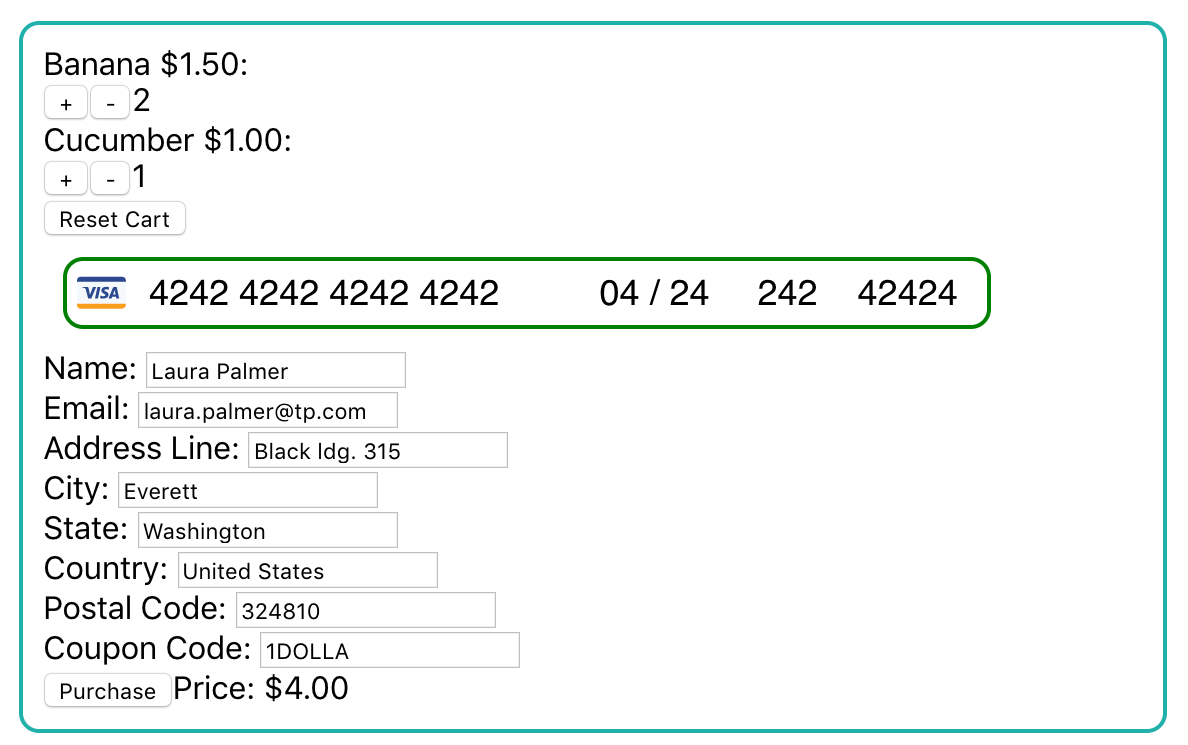 Banana $1.50:
+ - 2
Cucumber $1.00:
+ - 1
Reset Cart
VISA 4242 4242 4242 4242 04 / 24 242 42424
Name: Laura Palmer
Email: laura.palmer@tp.com
Address Line: Black ldg. 315
City: Everett
State: Washington
Country: United States
Postal Code: 324810
Coupon Code: 1DOLLA
Purchase Price: $4.00